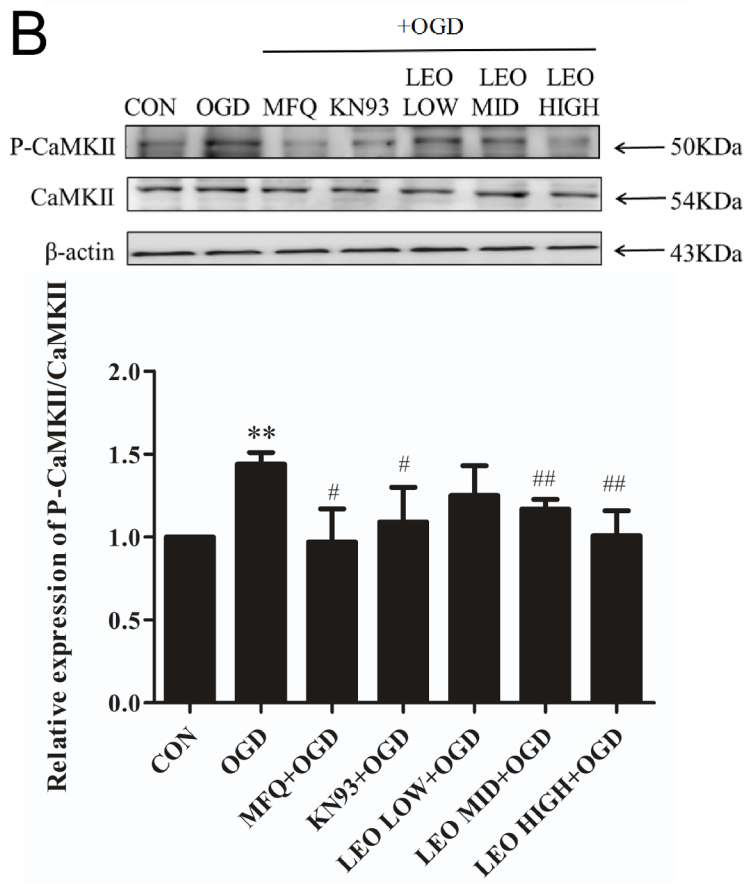 B
+OGD
CON OGD MFQ KN93 LEO LOW LEO MID LEO HIGH
P-CaMKII 50KDa
CaMKII 54KDa
β-actin 43KDa
Relative expression of P-CaMKII/CaMKII
2.0
1.5
1.0
0.5
0.0
**
#
#
##
##
CON
OGD
MFQ+OGD
KN93+OGD
LEO LOW+OGD
LEO MID+OGD
LEO HIGH+OGD